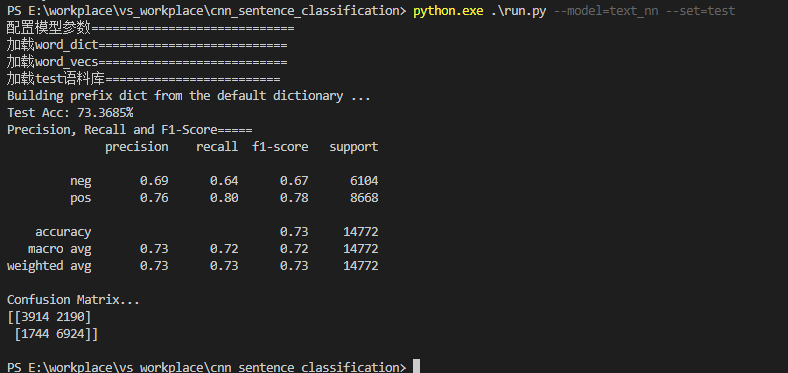 PS E:\workplace\vs_workplace\cnn_sentence_classification> python.exe .\run.py --model=text_nn --set=test
配置模型参数=============================
加载word_dict===========================
加载word_vecs===========================
加载test语料库=========================
Building prefix dict from the default dictionary ...
Test Acc: 73.3685%
Precision, Recall and F1-Score=====
precision recall f1-score support
neg 0.69 0.64 0.67 6104
pos 0.76 0.80 0.78 8668
accuracy 0.73 14772
macro avg 0.73 0.72 0.72 14772
weighted avg 0.73 0.73 0.73 14772
Confusion Matrix...
[[3914 2190]
[1744 6924]]
PS E:\workplace\vs_workplace\cnn_sentence_classification>